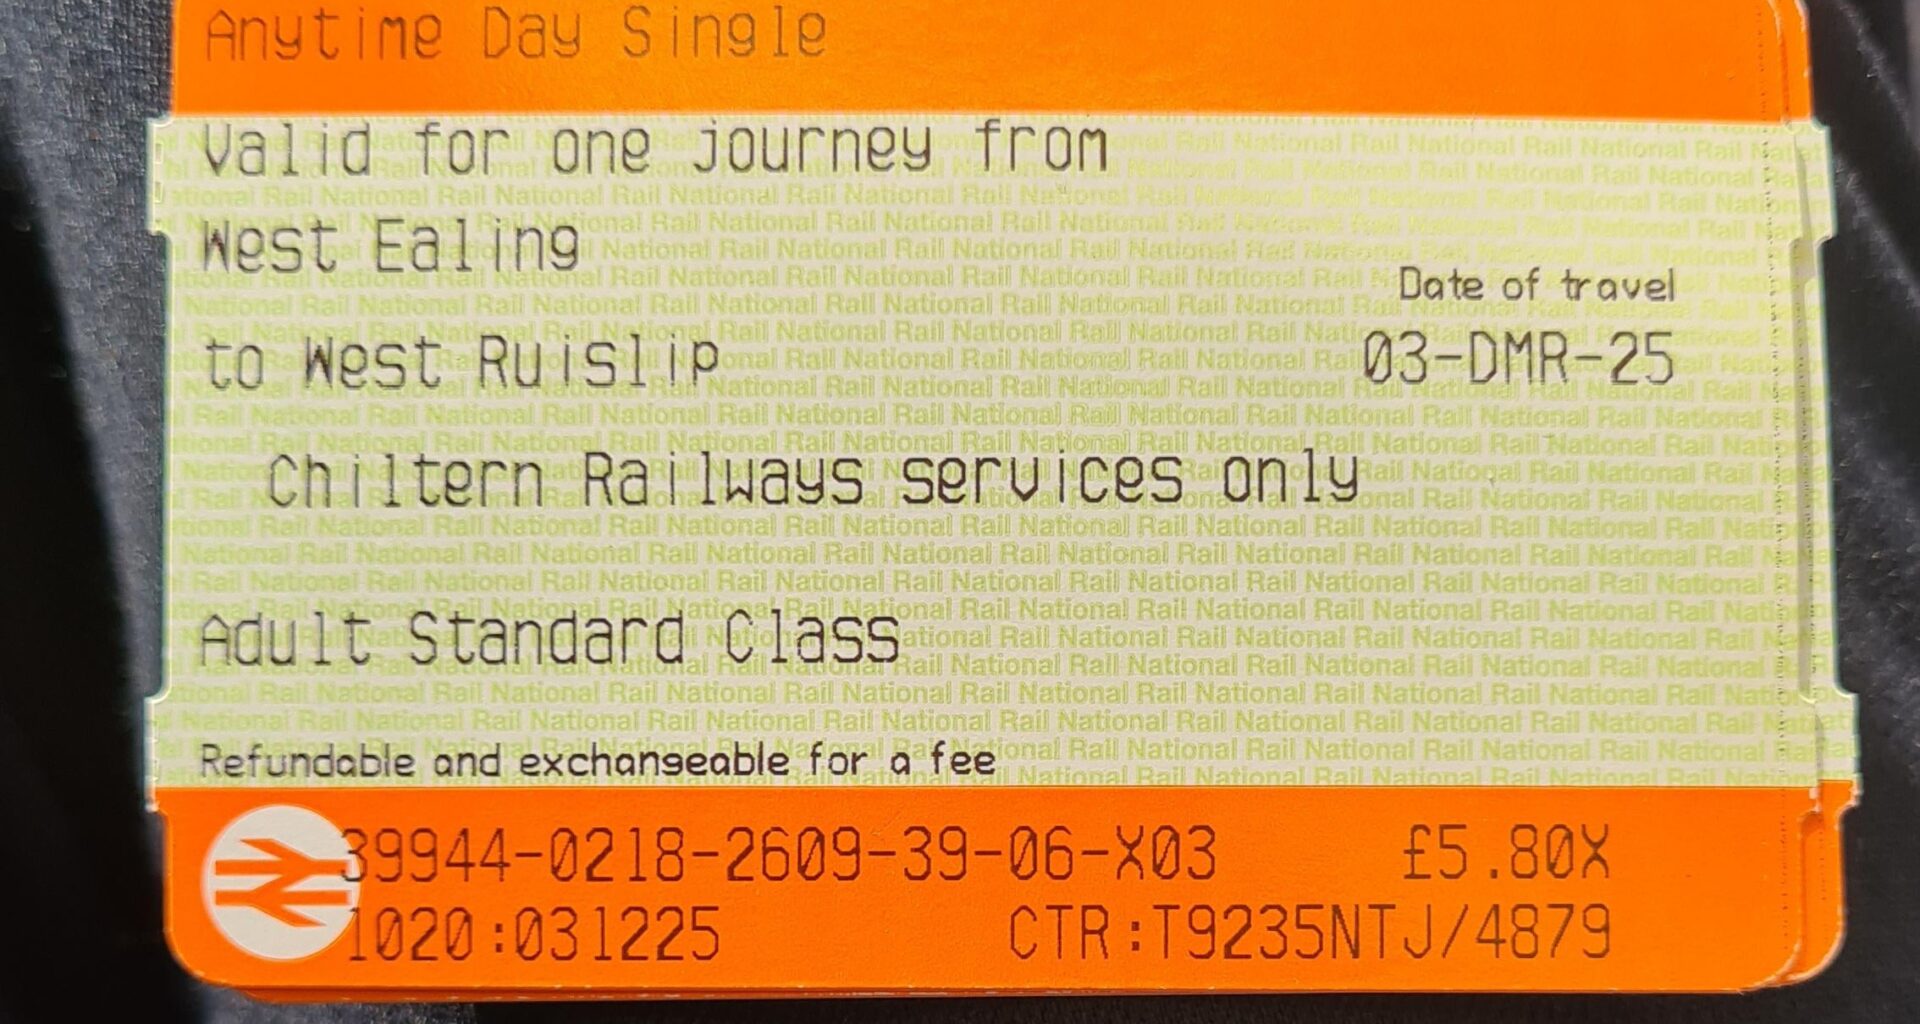 Anytime Day Single
Valid for one journey from
West Ealing
Date of travel
to West Ruislip
03-DMR-25
Chiltern Railways services only
Adult Standard Class
Refundable and exchangeable for a fee
39944-0218-2609-39-06-X03 £5.80X
1020:031225 CTR:T9235NTJ/4879